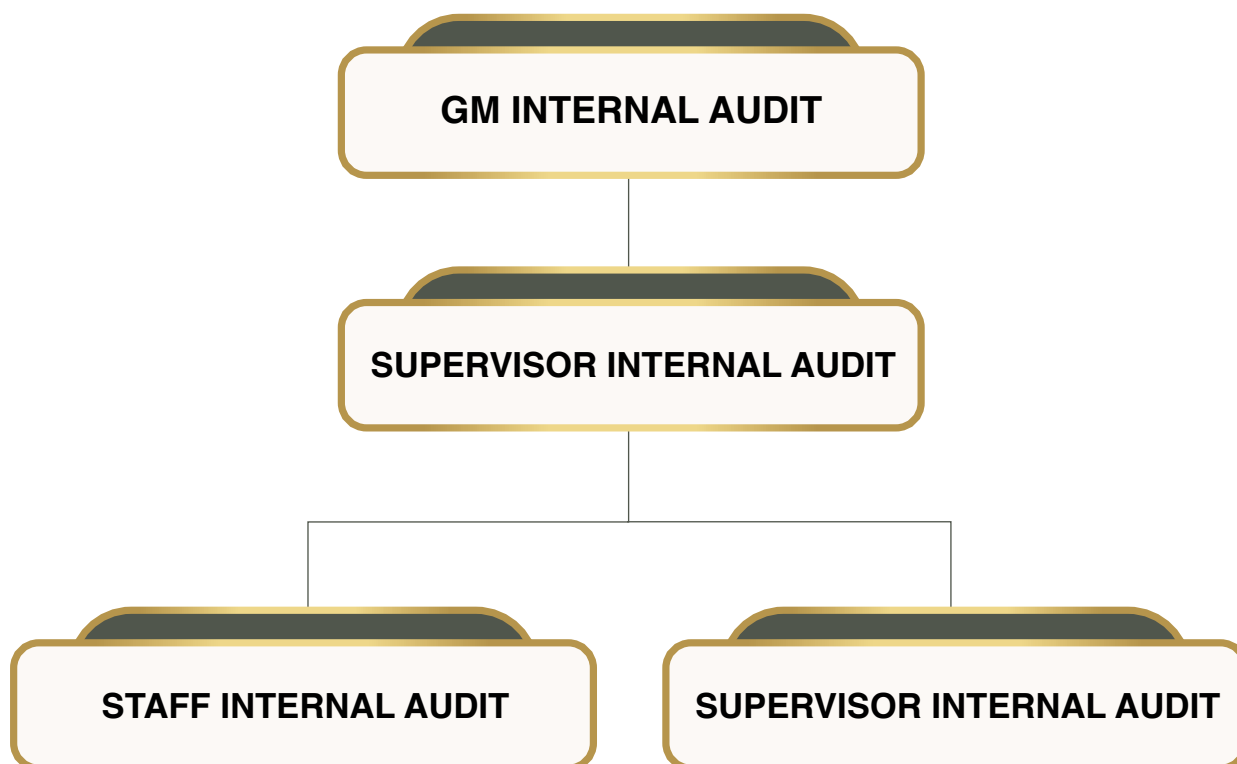 GM INTERNAL AUDIT
SUPERVISOR INTERNAL AUDIT
STAFF INTERNAL AUDIT
SUPERVISOR INTERNAL AUDIT